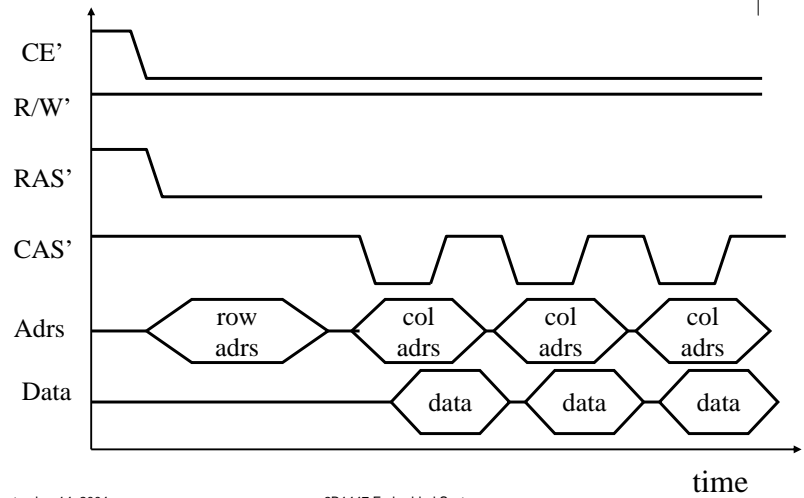 CE’
R/W’
RAS’
CAS’
Adrs
row
adrs
col
adrs
col
adrs
col
adrs
Data
data
data
data
time